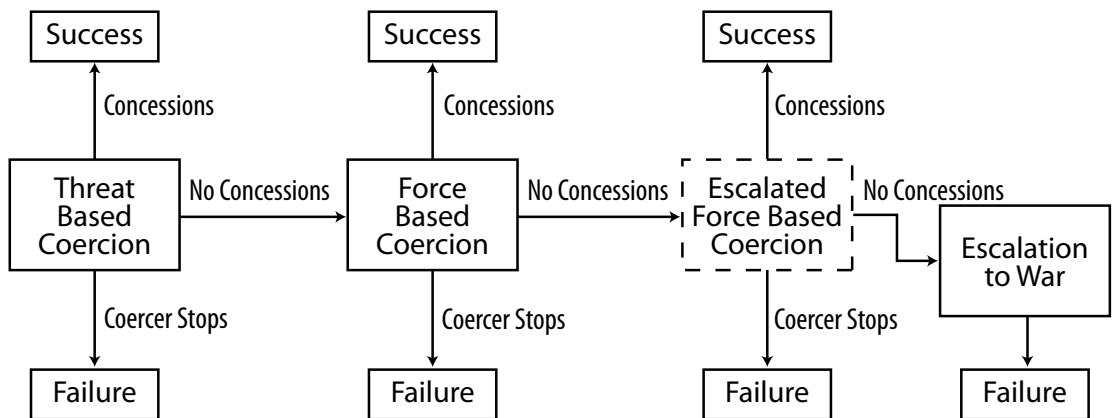 Success
Success
Success
Concessions
Concessions
Concessions
Threat
Based
Coercion
No Concessions
Force
Based
Coercion
No Concessions
Escalated
Force Based
Coercion
No Concessions
Escalation
to War
Coercer Stops
Coercer Stops
Coercer Stops
Failure
Failure
Failure
Failure